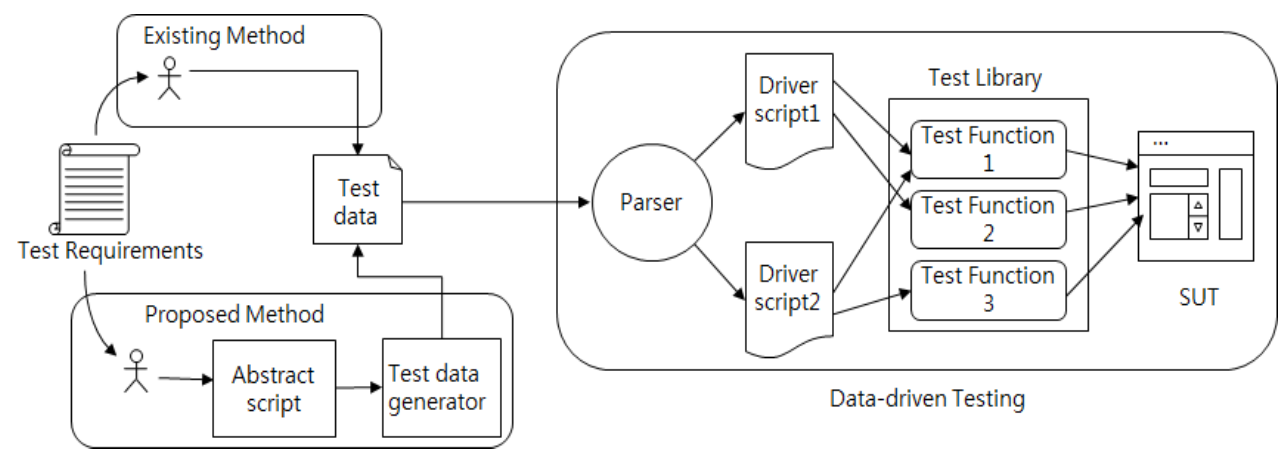 Existing Method
Test Requirements
Test
data
Proposed Method
Abstract
script
Test data
generator
Parser
Driver
script1
Driver
script2
Test Library
Test Function
1
Test Function
2
Test Function
3
...
SUT
Data-driven Testing